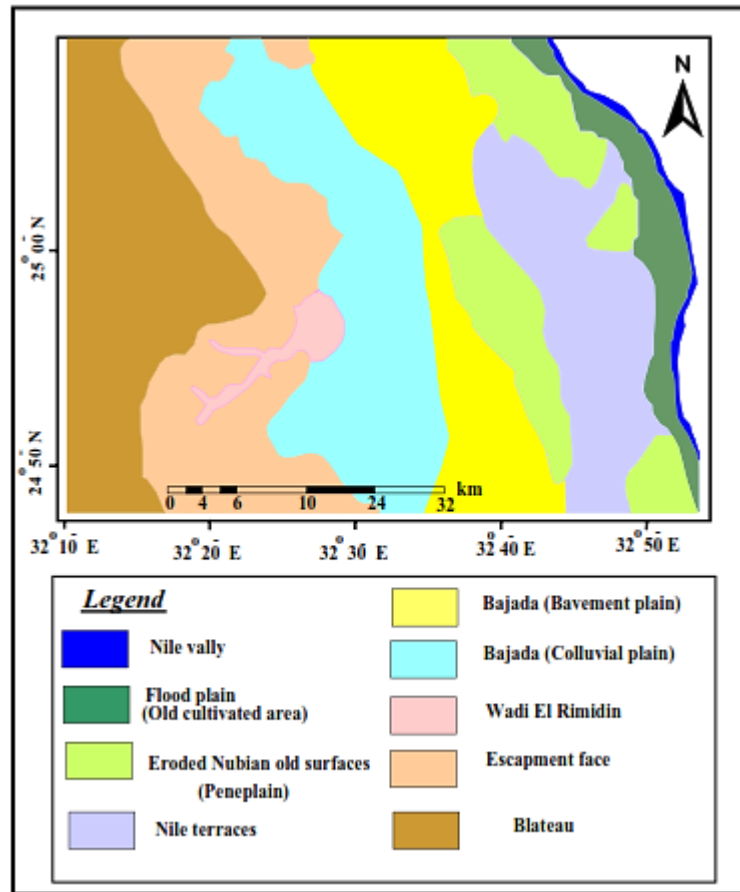 N
25° 00 N
24° 50 N
km
0 4 6 10 24 32
32° 10 E 32° 20 E 32° 30 E 32° 40 E 32° 50 E
Legend
Nile vally
Flood plain
(Old cultivated area)
Eroded Nubian old surfaces
(Peneplain)
Nile terraces
Bajada (Bavement plain)
Bajada (Colluvial plain)
Wadi El Rimidin
Escapment face
Blateau